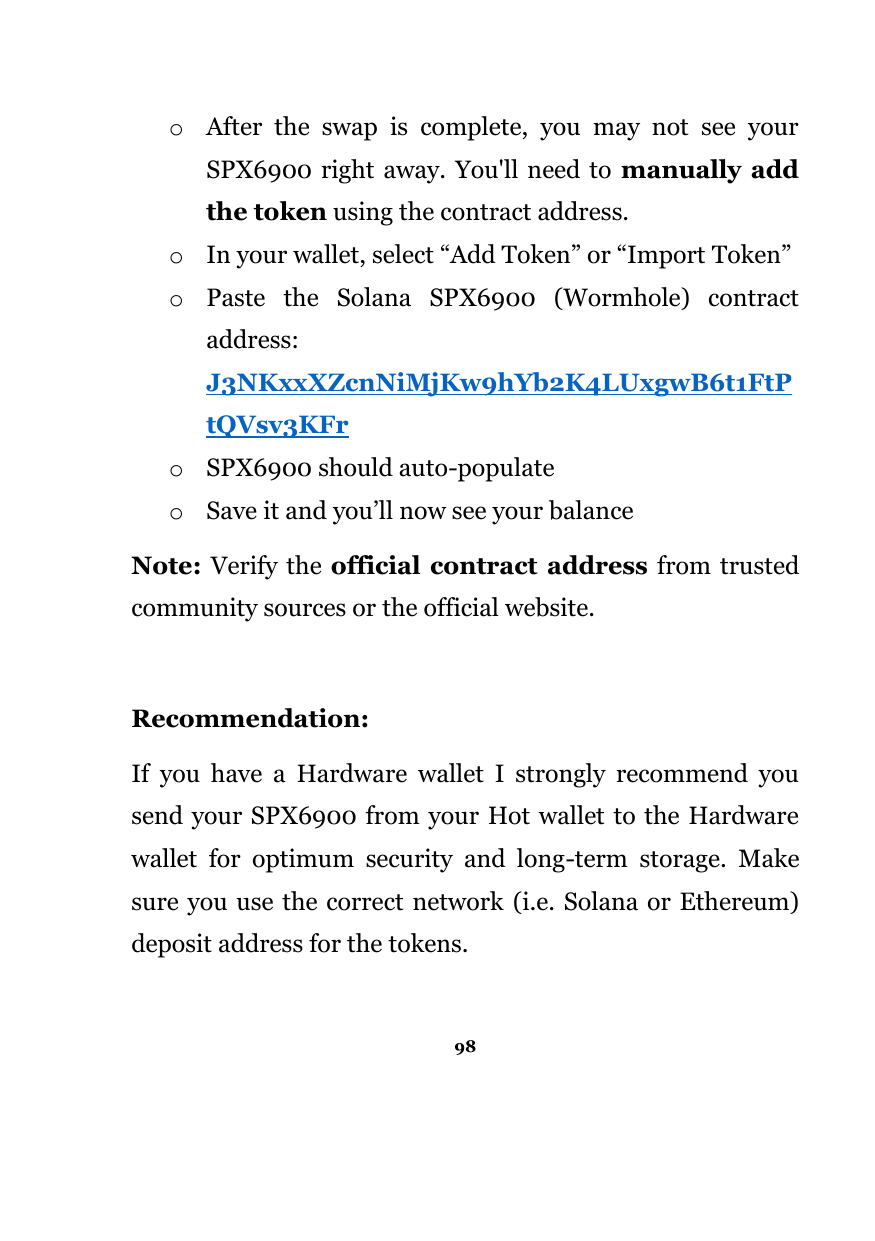 o After the swap is complete, you may not see your
SPX6900 right away. You'll need to manually add
the token using the contract address.
o In your wallet, select “Add Token” or “Import Token”
o Paste the Solana SPX6900 (Wormhole) contract
address:
J3NKxxXZcnNiMjKw9hYb2K4LUxgwB6t1FtP
tQVsv3KFr
o SPX6900 should auto-populate
o Save it and you’ll now see your balance
Note: Verify the official contract address from trusted
community sources or the official website.
Recommendation:
If you have a Hardware wallet I strongly recommend you
send your SPX6900 from your Hot wallet to the Hardware
wallet for optimum security and long-term storage. Make
sure you use the correct network (i.e. Solana or Ethereum)
deposit address for the tokens.
98